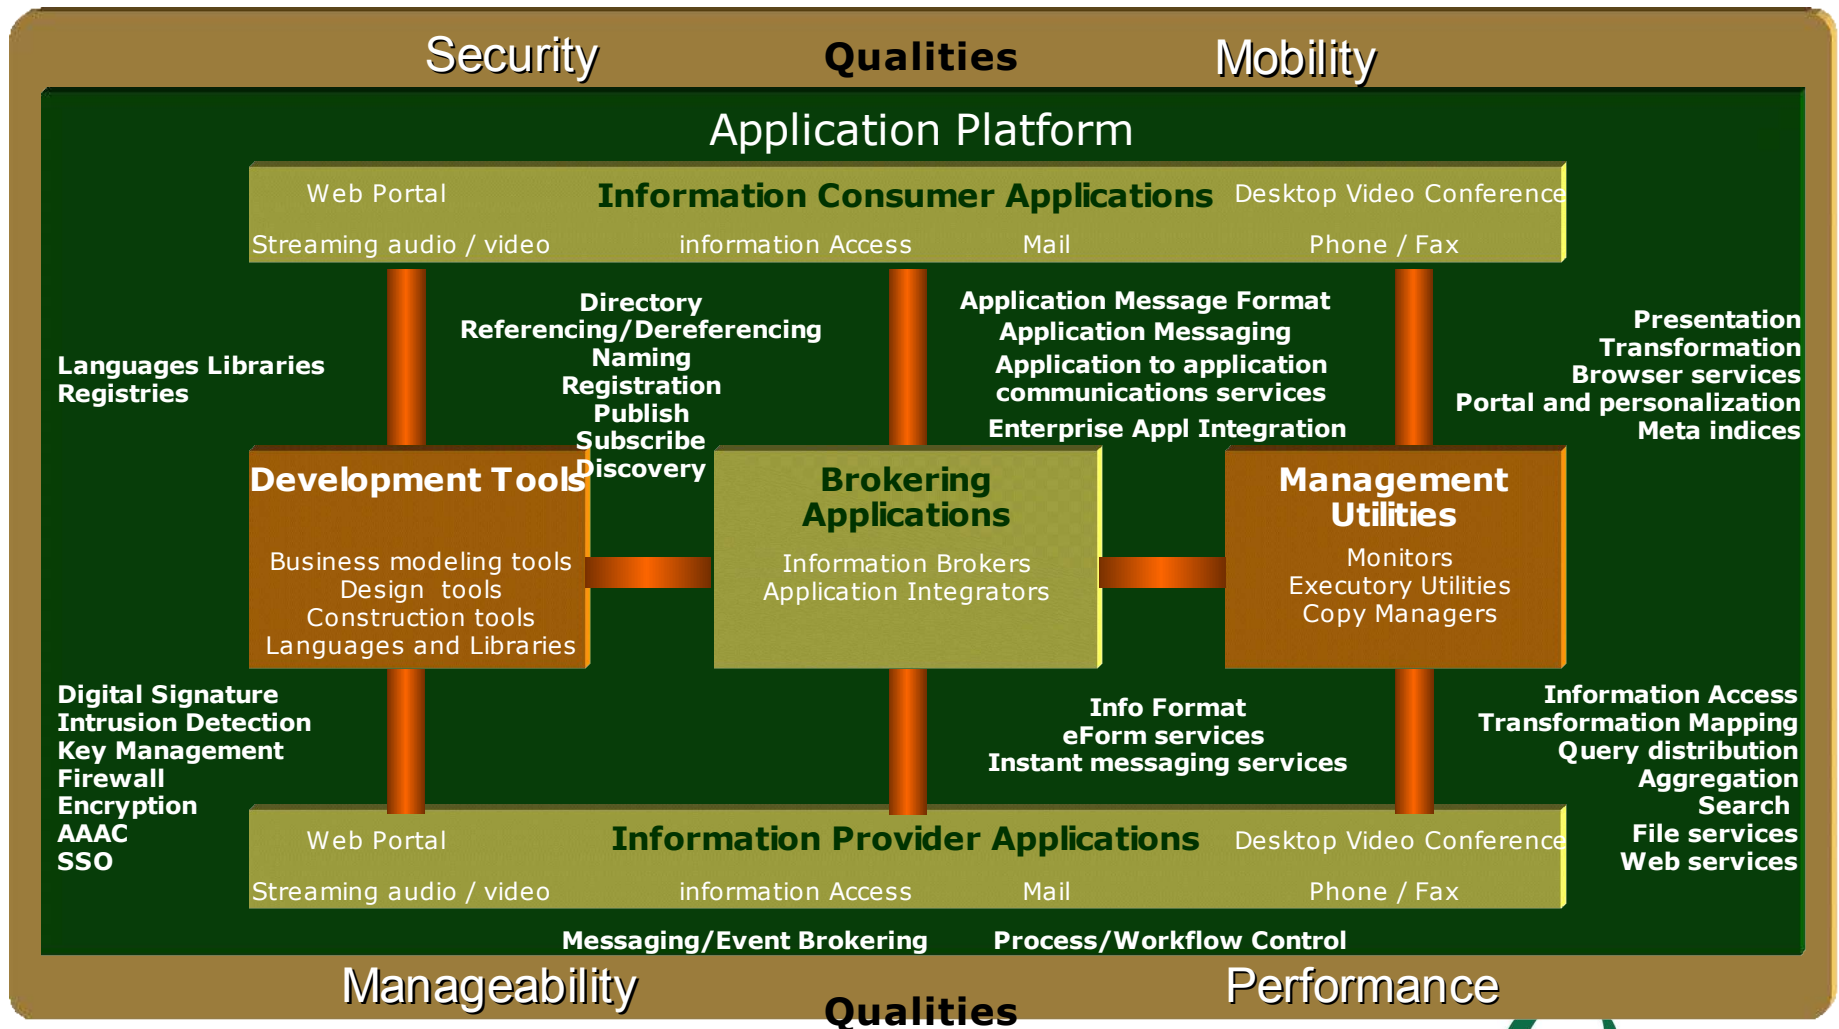 Security
Qualities
Mobility
Application Platform
Web Portal
Information Consumer Applications
Desktop Video Conference
Streaming audio / video
information Access
Mail
Phone / Fax
Languages Libraries
Registries
Directory
Referencing/Dereferencing
Naming
Registration
Publish
Subscribe
Discovery
Application Message Format
Application Messaging
Application to application
communications services
Enterprise Appl Integration
Presentation
Transformation
Browser services
Portal and personalization
Meta indices
Development Tools
Business modeling tools
Design tools
Construction tools
Languages and Libraries
Brokering
Applications
Information Brokers
Application Integrators
Management
Utilities
Monitors
Executory Utilities
Copy Managers
Digital Signature
Intrusion Detection
Key Management
Firewall
Encryption
AAAC
SSO
Info Format
eForm services
Instant messaging services
Information Access
Transformation Mapping
Query distribution
Aggregation
Search
File services
Web services
Web Portal
Information Provider Applications
Desktop Video Conference
Streaming audio / video
information Access
Mail
Phone / Fax
Messaging/Event Brokering
Process/Workflow Control
Manageability
Qualities
Performance